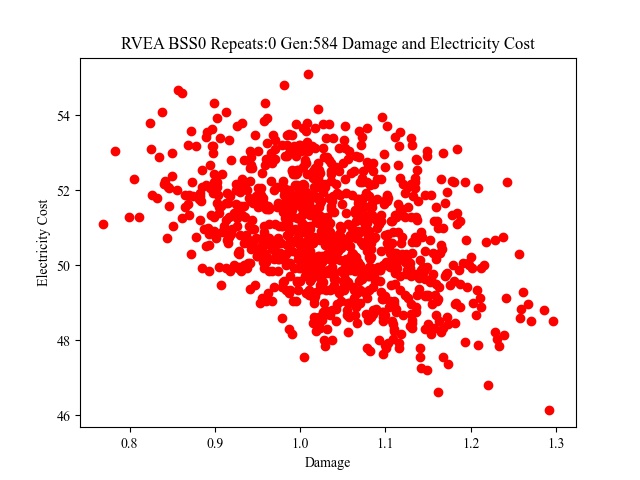 RVEA BSS0 Repeats:0 Gen:584 Damage and Electricity Cost
54
52
50
48
46
Electricity Cost
0.8 0.9 1.0 1.1 1.2 1.3
Damage